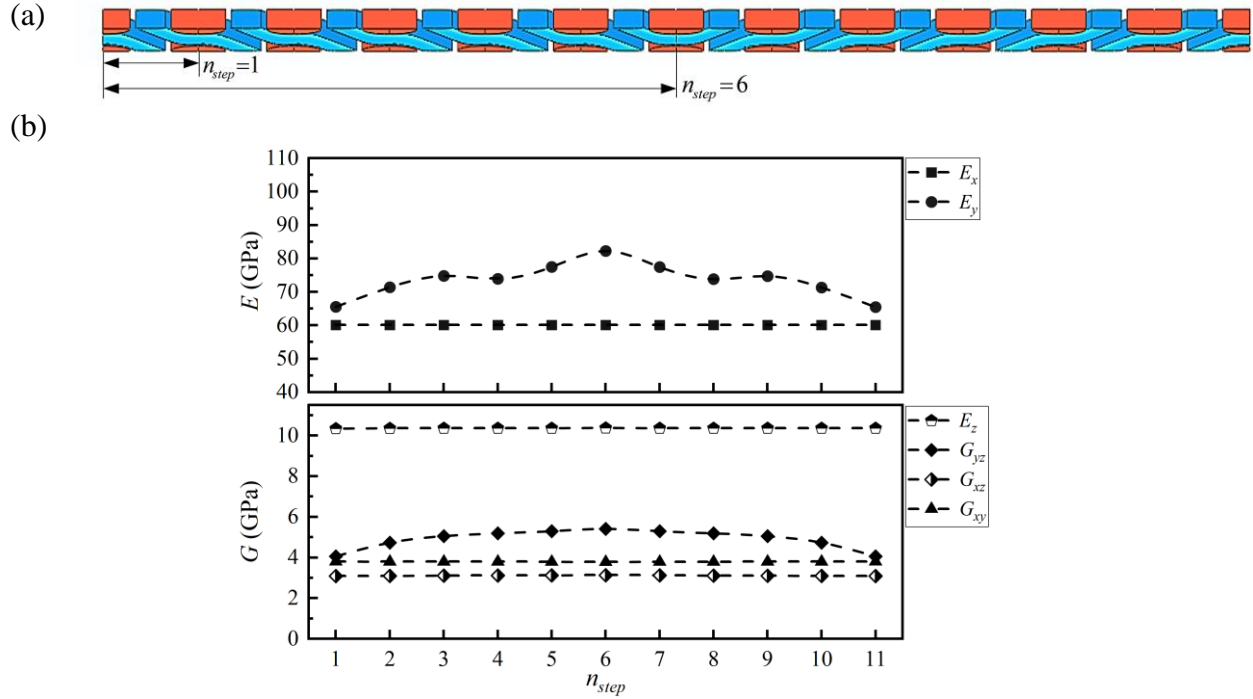 (a)
n_step=1
n_step=6
(b)
110
100
90
80
70
60
50
40
E (GPa)
E_x
E_y
10
8
6
4
2
0
G (GPa)
E_z
G_yz
G_xz
G_xy
1 2 3 4 5 6 7 8 9 10 11
n_step